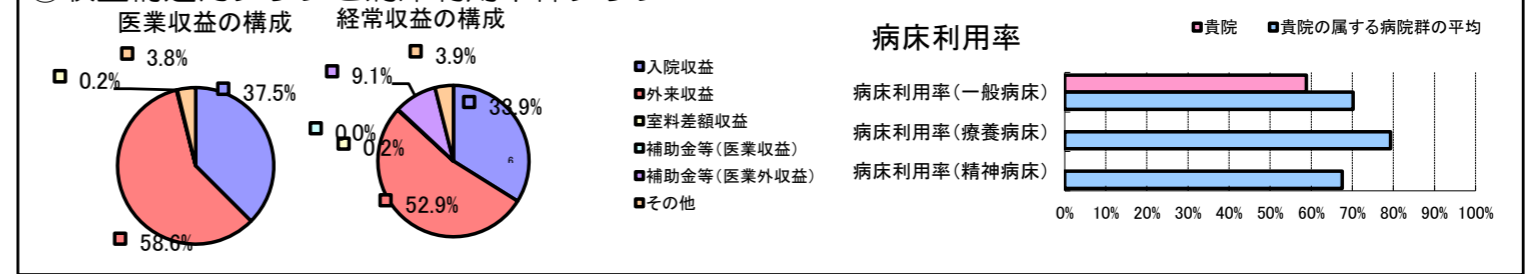 医業収益の構成
3.8%
0.2%
37.5%
58.6%
経常収益の構成
3.9%
9.1%
33.9%
0.0%
0.2%
6
52.9%
入院収益
外来収益
室料差額収益
補助金等（医業収益）
補助金等（医業外収益）
その他
病床利用率
貴院
貴院の属する病院群の平均
病床利用率（一般病床）
病床利用率（療養病床）
病床利用率（精神病床）
0% 10% 20% 30% 40% 50% 60% 70% 80% 90% 100%